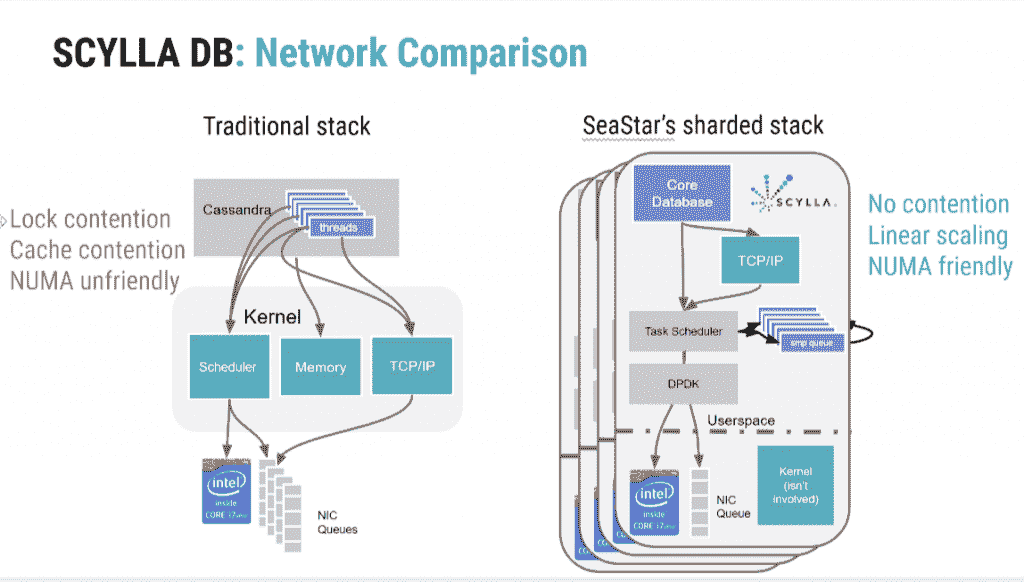 SCYLLA DB: Network Comparison
Traditional stack
SeaStar's sharded stack
Lock contention
Cache contention
NUMA unfriendly
Cassandra
threads
Kernel
Scheduler
Memory
TCP/IP
intel
inside
CORE i7
NIC
Queues
Core
Database
SCYLLA
TCP/IP
Task Scheduler
smp queue
DPDK
Userspace
intel
inside
CORE i7
NIC
Queue
Kernel
(isn't
involved)
No contention
Linear scaling
NUMA friendly